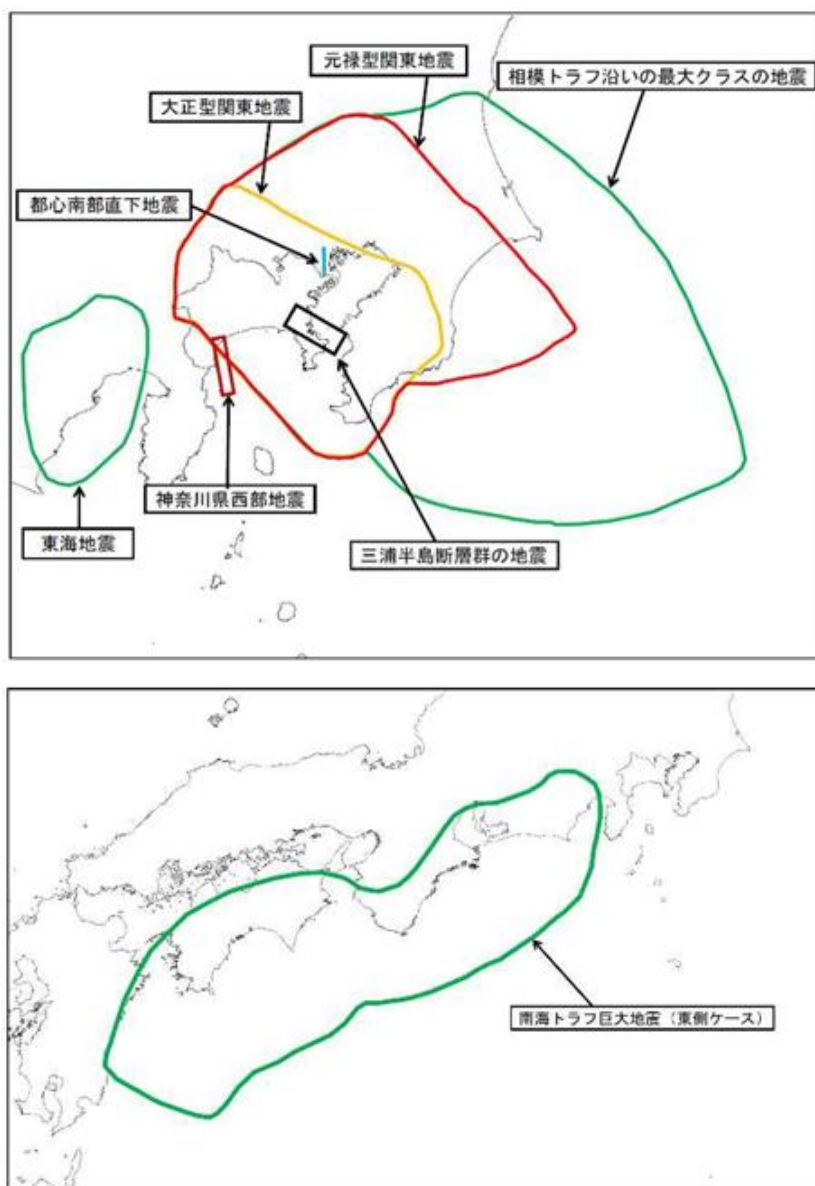 元禄型関東地震
相模トラフ沿いの最大クラスの地震
大正型関東地震
都心南部直下地震
神奈川県西部地震
東海地震
三浦半島断層群の地震
南海トラフ巨大地震（東側ケース）